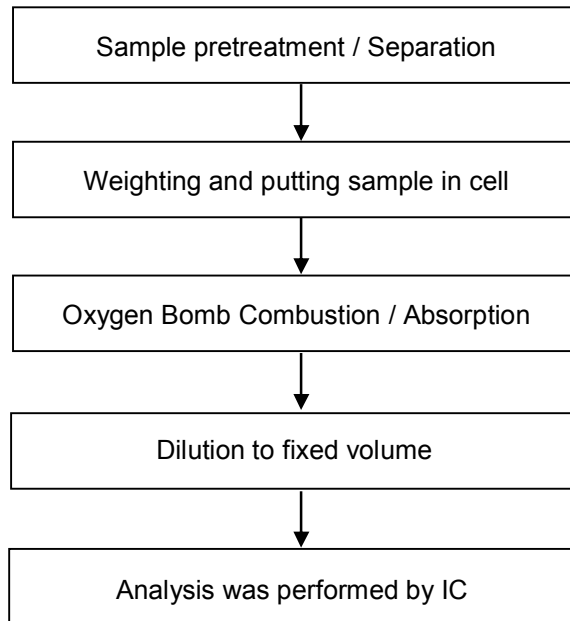 Sample pretreatment / Separation
Weighting and putting sample in cell
Oxygen Bomb Combustion / Absorption
Dilution to fixed volume
Analysis was performed by IC